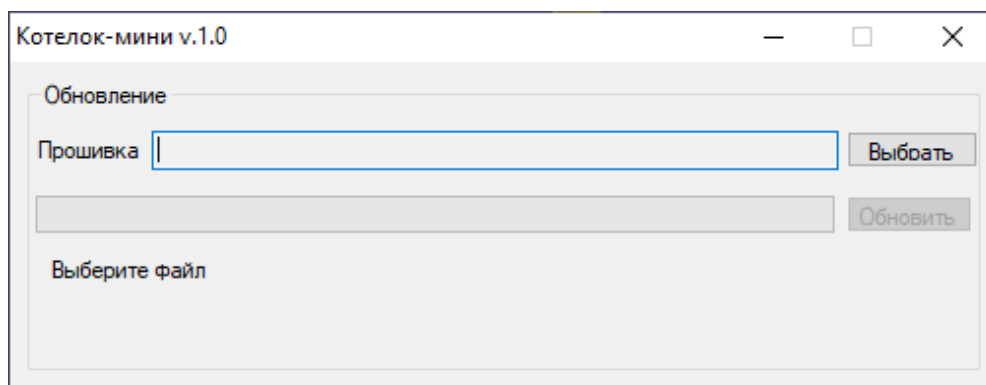 Котелок-мини v.1.0
Обновление
Прошивка Выбрать
Обновить
Выберите файл